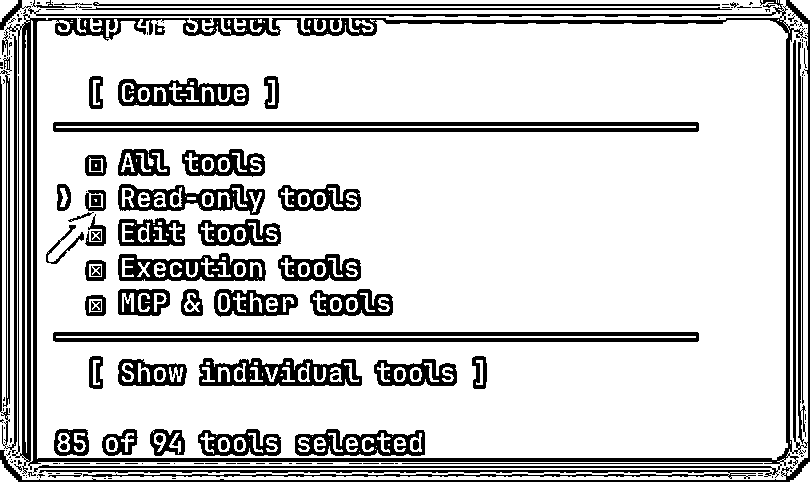 Step 4: Select tools
[ Continue ]
☐ All tools
❯ ☐ Read-only tools
☒ Edit tools
☒ Execution tools
☒ MCP & Other tools
[ Show individual tools ]
85 of 94 tools selected